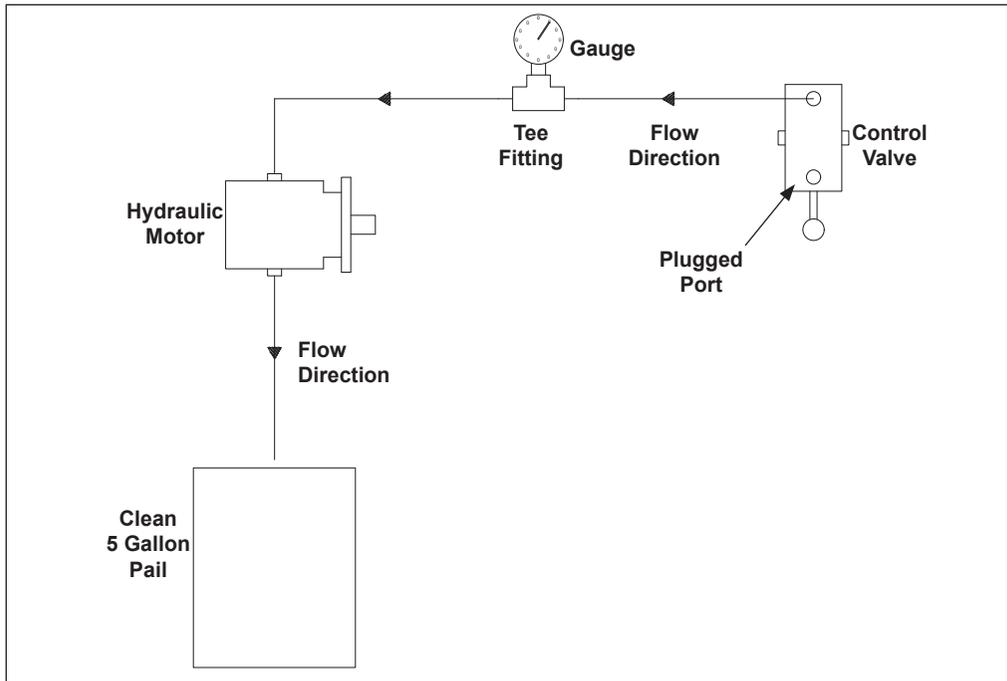 Gauge
Tee
Fitting
Flow
Direction
Control
Valve
Hydraulic
Motor
Plugged
Port
Flow
Direction
Clean
5 Gallon
Pail